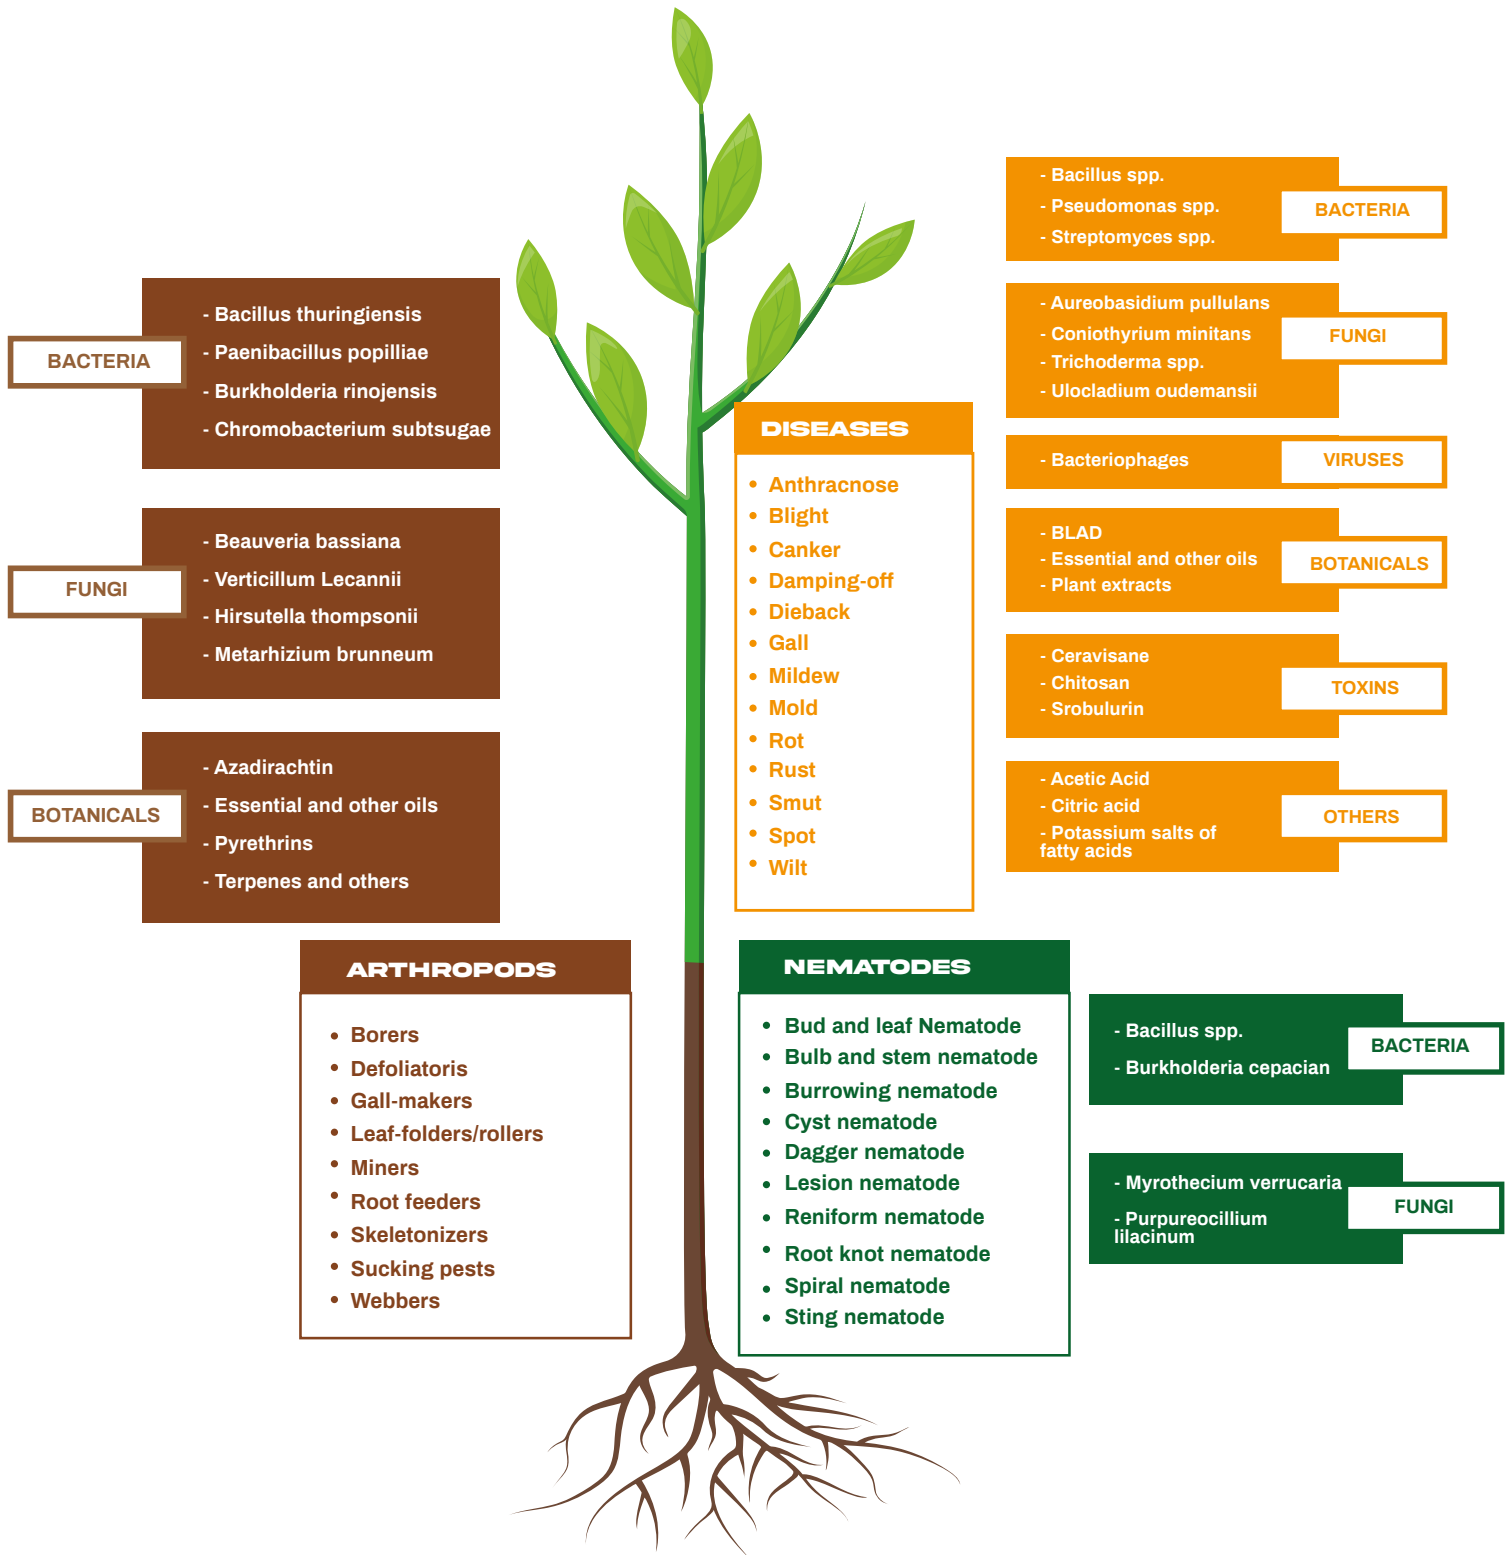 BACTERIA
- Bacillus thuringiensis
- Paenibacillus popilliae
- Burkholderia rinojensis
- Chromobacterium subtsugae
FUNGI
- Beauveria bassiana
- Verticillum Lecannii
- Hirsutella thompsonii
- Metarhizium brunneum
BOTANICALS
- Azadirachtin
- Essential and other oils
- Pyrethrins
- Terpenes and others
ARTHROPODS
• Borers
• Defoliatoris
• Gall-makers
• Leaf-folders/rollers
• Miners
• Root feeders
• Skeletonizers
• Sucking pests
• Webbers
DISEASES
• Anthracnose
• Blight
• Canker
• Damping-off
• Dieback
• Gall
• Mildew
• Mold
• Rot
• Rust
• Smut
• Spot
• Wilt
- Bacillus spp.
- Pseudomonas spp.
- Streptomyces spp.
BACTERIA
- Aureobasidium pullulans
- Coniothyrium minitans
- Trichoderma spp.
- Ulocladium oudemansii
FUNGI
- Bacteriophages
VIRUSES
- BLAD
- Essential and other oils
- Plant extracts
BOTANICALS
- Ceravisane
- Chitosan
- Srobulurin
TOXINS
- Acetic Acid
- Citric acid
- Potassium salts of
fatty acids
OTHERS
NEMATODES
• Bud and leaf Nematode
• Bulb and stem nematode
• Burrowing nematode
• Cyst nematode
• Dagger nematode
• Lesion nematode
• Reniform nematode
• Root knot nematode
• Spiral nematode
• Sting nematode
- Bacillus spp.
- Burkholderia cepacian
BACTERIA
- Myrothecium verrucaria
- Purpureocillium
lilacinum
FUNGI